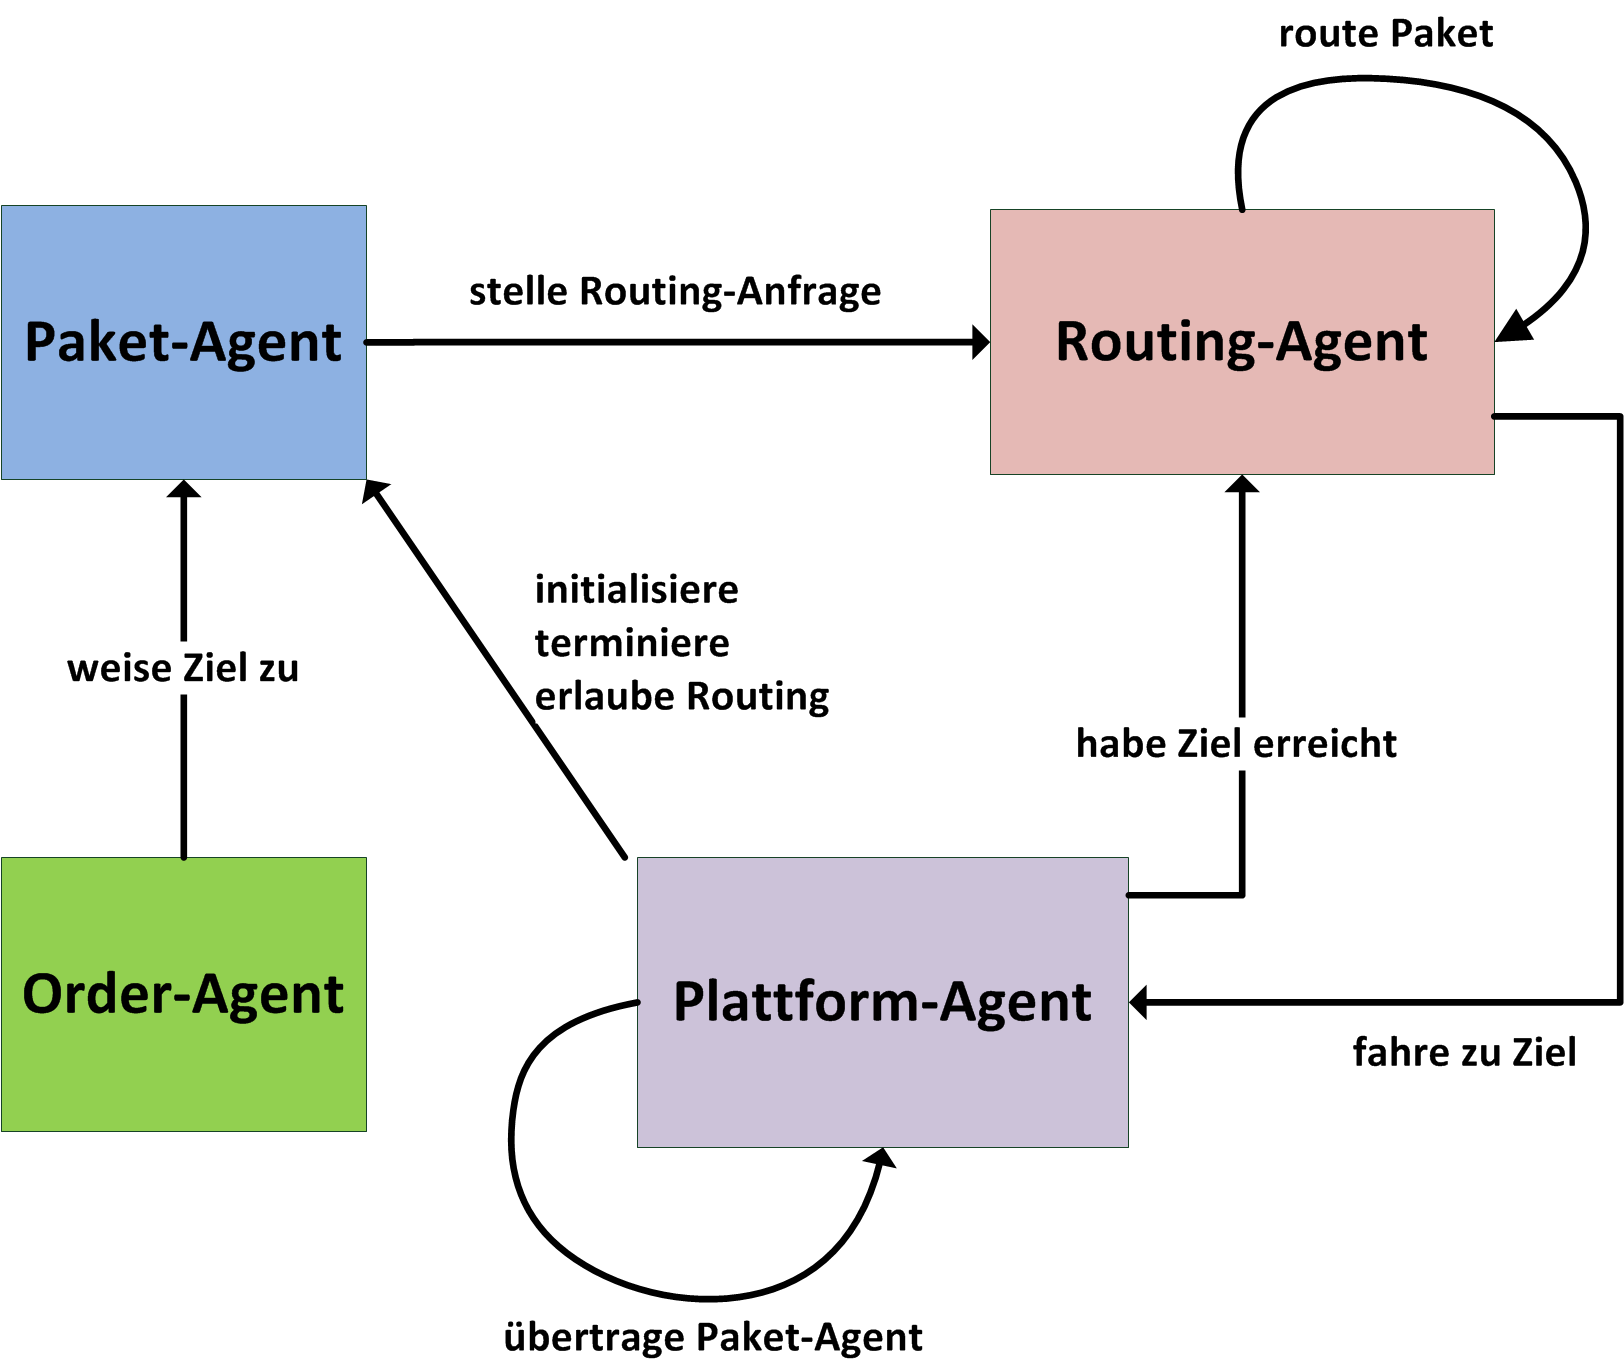 route Paket
stelle Routing-Anfrage
Paket-Agent
Routing-Agent
initialisiere
terminiere
erlaube Routing
weise Ziel zu
habe Ziel erreicht
Order-Agent
Plattform-Agent
fahre zu Ziel
übertrage Paket-Agent